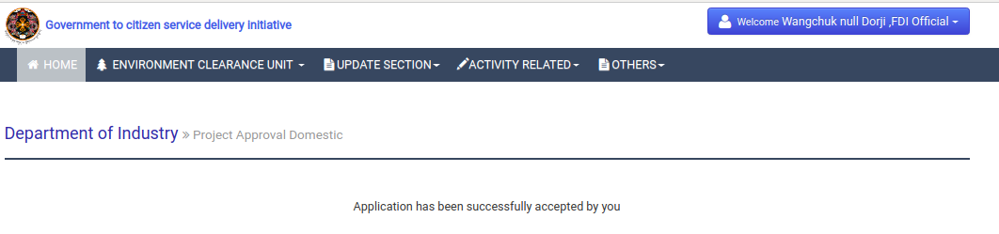 Government to citizen service delivery initiative
Welcome Wangchuk null Dorji ,FDI Official
HOME ENVIRONMENT CLEARANCE UNIT UPDATE SECTION ACTIVITY RELATED OTHERS
Department of Industry » Project Approval Domestic
Application has been successfully accepted by you